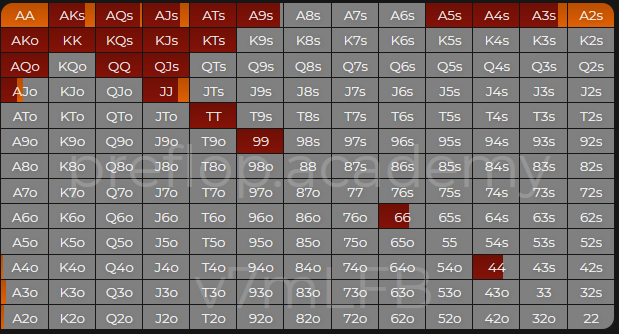 AA AKs AQs AJs ATs A9s A8s A7s A6s A5s A4s A3s A2s
AKo KK KQs KJs KTs K9s K8s K7s K6s K5s K4s K3s K2s
AQo KQo QQ QJs QTs Q9s Q8s Q7s Q6s Q5s Q4s Q3s Q2s
AJo KJo QJo JJ JTs J9s J8s J7s J6s J5s J4s J3s J2s
ATo KTo QTo JTo TT T9s T8s T7s T6s T5s T4s T3s T2s
A9o K9o Q9o J9o T9o 99 98s 97s 96s 95s 94s 93s 92s
A8o K8o Q8o J8o T8o 98o 88 87s 86s 85s 84s 83s 82s
preflop.academy
A7o K7o Q7o J7o T7o 97o 87o 77 76s 75s 74s 73s 72s
A6o K6o Q6o J6o T6o 96o 86o 76o 66 65s 64s 63s 62s
A5o K5o Q5o J5o T5o 95o 85o 75o 65o 55 54s 53s 52s
A4o K4o Q4o J4o T4o 94o 84o 74o 64o 54o 44 43s 42s
v7mLFB
A3o K3o Q3o J3o T3o 93o 83o 73o 63o 53o 43o 33 32s
A2o K2o Q2o J2o T2o 92o 82o 72o 62o 52o 42o 32o 22